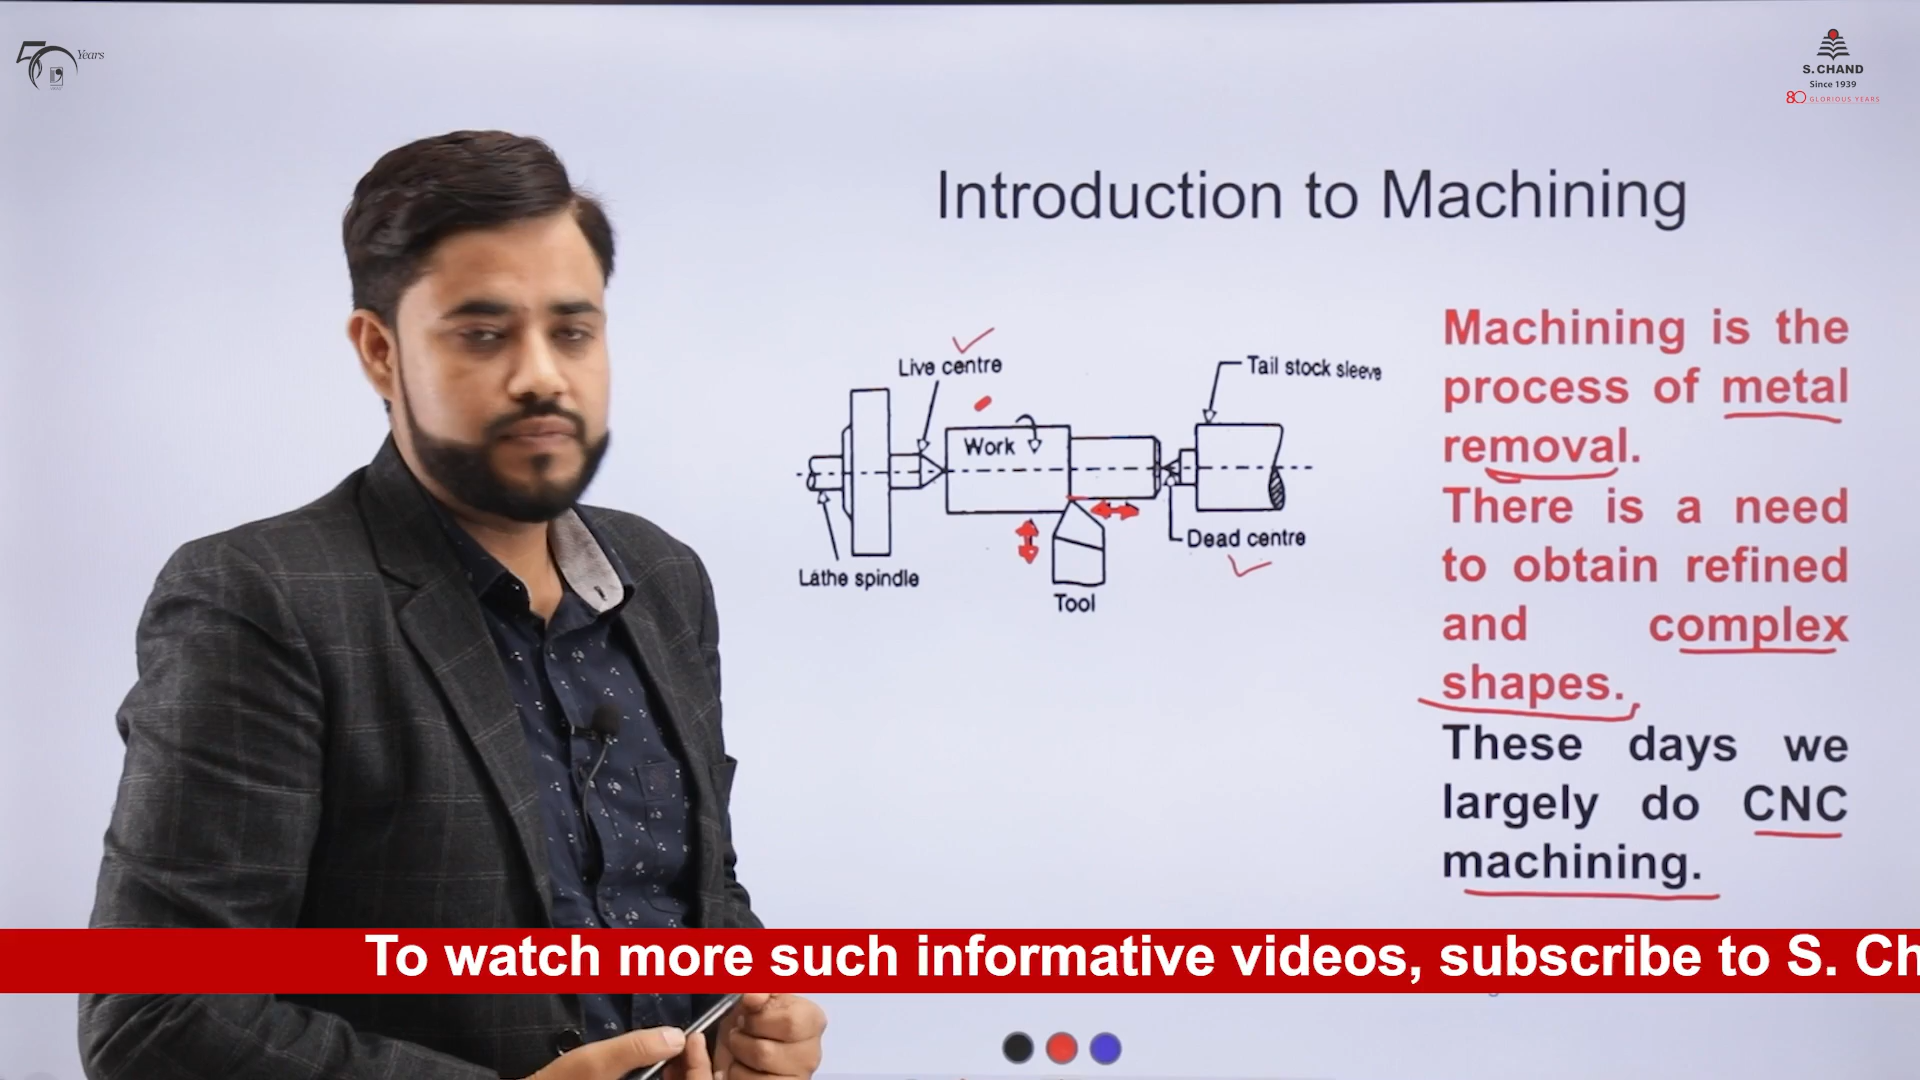 50 Years
S. CHAND
Since 1939
80 GLORIOUS YEARS
Introduction to Machining
Live centre
Tail stock sleeve
Work
Dead centre
Lathe spindle
Tool
Machining is the
process of metal
removal.
There is a need
to obtain refined
and complex
shapes.
These days we
largely do CNC
machining.
To watch more such informative videos, subscribe to S. Ch